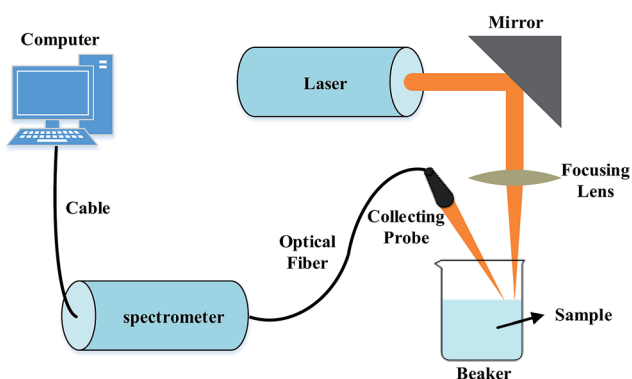 Computer
Mirror
Laser
Focusing
Lens
Cable
Collecting
Probe
Optical
Fiber
spectrometer
Sample
Beaker